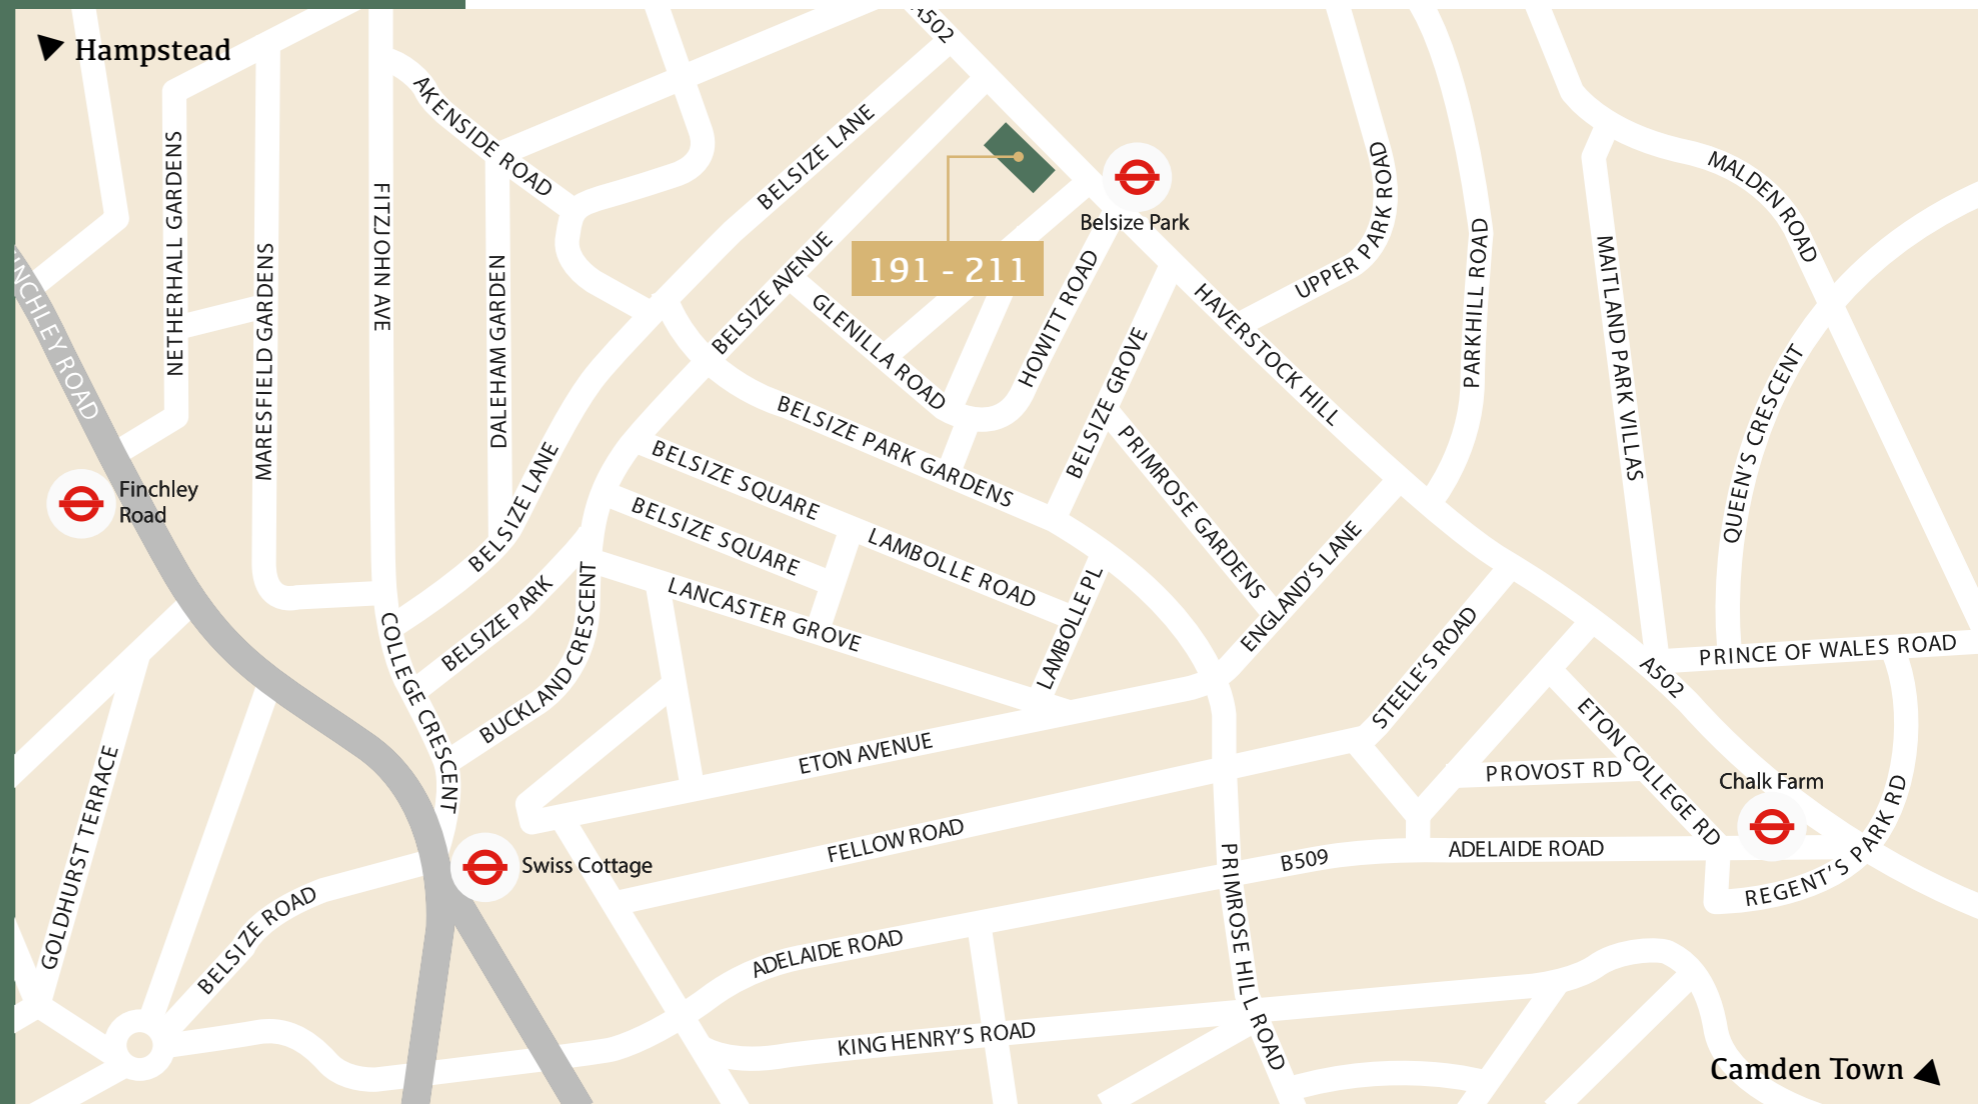 A502
Hampstead
AKENSIDE ROAD
BELSIZE LANE
NETHERHALL GARDENS
FITZJOHN AVE
MARESFIELD GARDENS
DALEHAM GARDEN
Belsize Park
191 - 211
UPPER PARK ROAD
PARKHILL ROAD
MALDEN ROAD
MAITLAND PARK VILLAS
QUEEN'S CRESCENT
BELSIZE AVENUE
GLENILLA ROAD
HOWITT ROAD
BELSIZE GROVE
HAVERSTOCK HILL
INCHLEY ROAD
Finchley
Road
BELSIZE LANE
BELSIZE PARK GARDENS
BELSIZE SQUARE
BELSIZE SQUARE
LAMBOLLE ROAD
PRIMROSE GARDENS
ENGLAND'S LANE
LANCASTER GROVE
LAMBOLLE PL
BELSIZE PARK
BUCKLAND CRESCENT
COLLEGE CRESCENT
STEELE'S ROAD
A502
PRINCE OF WALES ROAD
ETON COLLEGE RD
PROVOST RD
Chalk Farm
ETON AVENUE
FELLOW ROAD
GOLDHURST TERRACE
Swiss Cottage
BELSIZE ROAD
B509
ADELAIDE ROAD
REGENT'S PARK RD
ADELAIDE ROAD
PRIMROSE HILL ROAD
KING HENRY'S ROAD
Camden Town